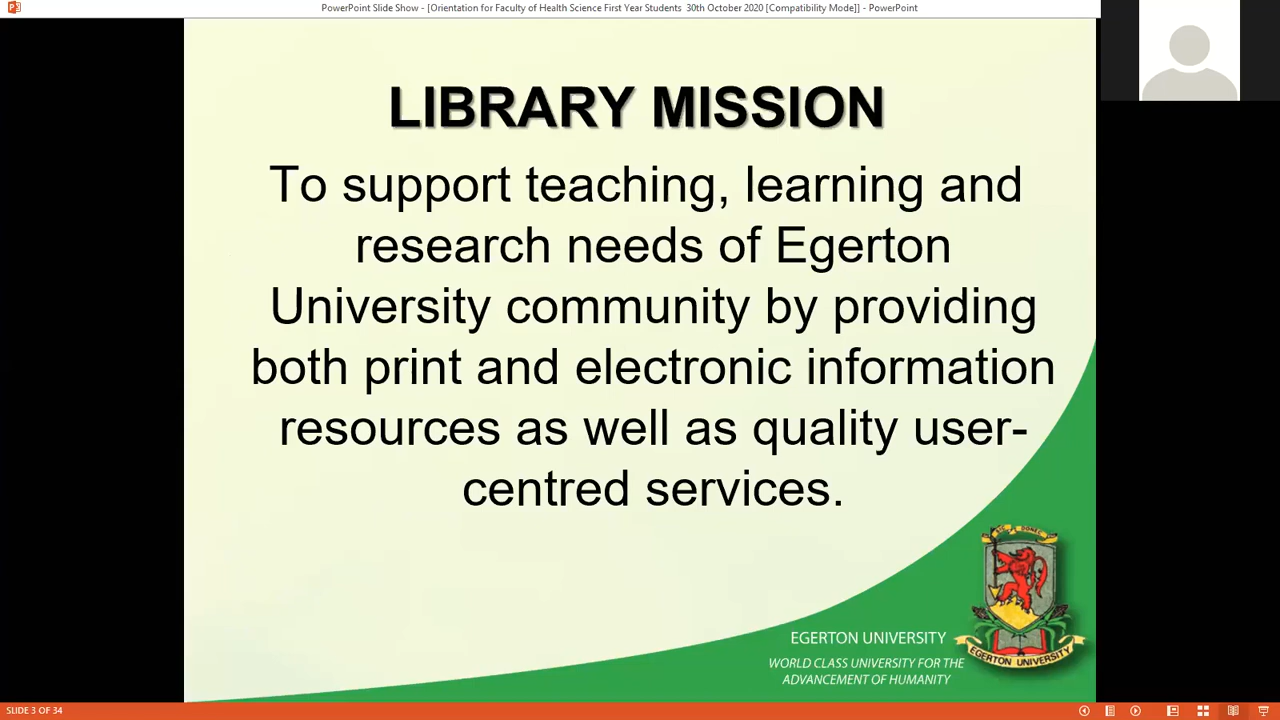 PowerPoint Slide Show - [Orientation for Faculty of Health Science First Year Students  30th October 2020 [Compatibility Mode]] - PowerPoint
LIBRARY MISSION
To support teaching, learning and
research needs of Egerton
University community by providing
both print and electronic information
resources as well as quality user-
centred services.
SIC DONEC
EGERTON UNIVERSITY
EGERTON UNIVERSITY
WORLD CLASS UNIVERSITY FOR THE
ADVANCEMENT OF HUMANITY
SLIDE 3 OF 34